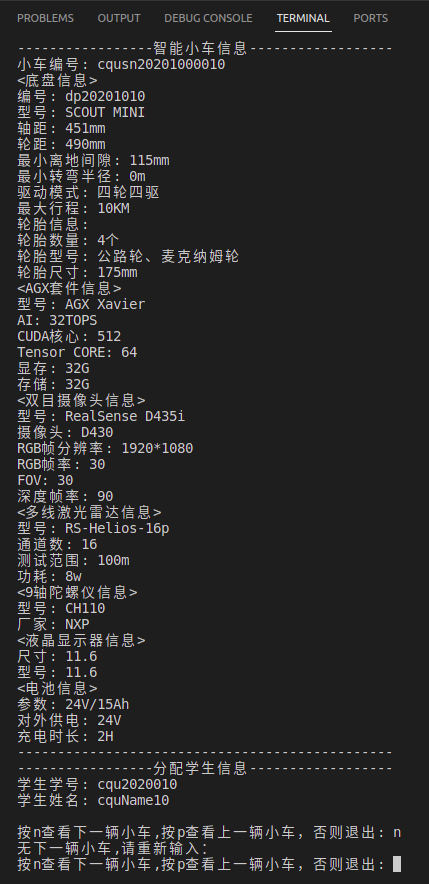 PROBLEMS OUTPUT DEBUG CONSOLE TERMINAL PORTS
-----------------智能小车信息------------------
小车编号: cqusn20201000010
<底盘信息>
编号: dp20201010
型号: SCOUT MINI
轴距: 451mm
轮距: 490mm
最小离地间隙: 115mm
最小转弯半径: 0m
驱动模式: 四轮四驱
最大行程: 10KM
轮胎信息:
轮胎数量: 4个
轮胎型号: 公路轮、麦克纳姆轮
轮胎尺寸: 175mm
<AGX套件信息>
型号: AGX Xavier
AI: 32TOPS
CUDA核心: 512
Tensor CORE: 64
显存: 32G
存储: 32G
<双目摄像头信息>
型号: RealSense D435i
摄像头: D430
RGB帧分辨率: 1920*1080
RGB帧率: 30
FOV: 30
深度帧率: 90
<多线激光雷达信息>
型号: RS-Helios-16p
通道数: 16
测试范围: 100m
功耗: 8w
<9轴陀螺仪信息>
型号: CH110
厂家: NXP
<液晶显示器信息>
尺寸: 11.6
型号: 11.6
<电池信息>
参数: 24V/15Ah
对外供电: 24V
充电时长: 2H
-----------------------------------------------
-----------------分配学生信息------------------
学生学号: cqu2020010
学生姓名: cquName10
按n查看下一辆小车,按p查看上一辆小车，否则退出: n
无下一辆小车,请重新输入:
按n查看下一辆小车,按p查看上一辆小车，否则退出: